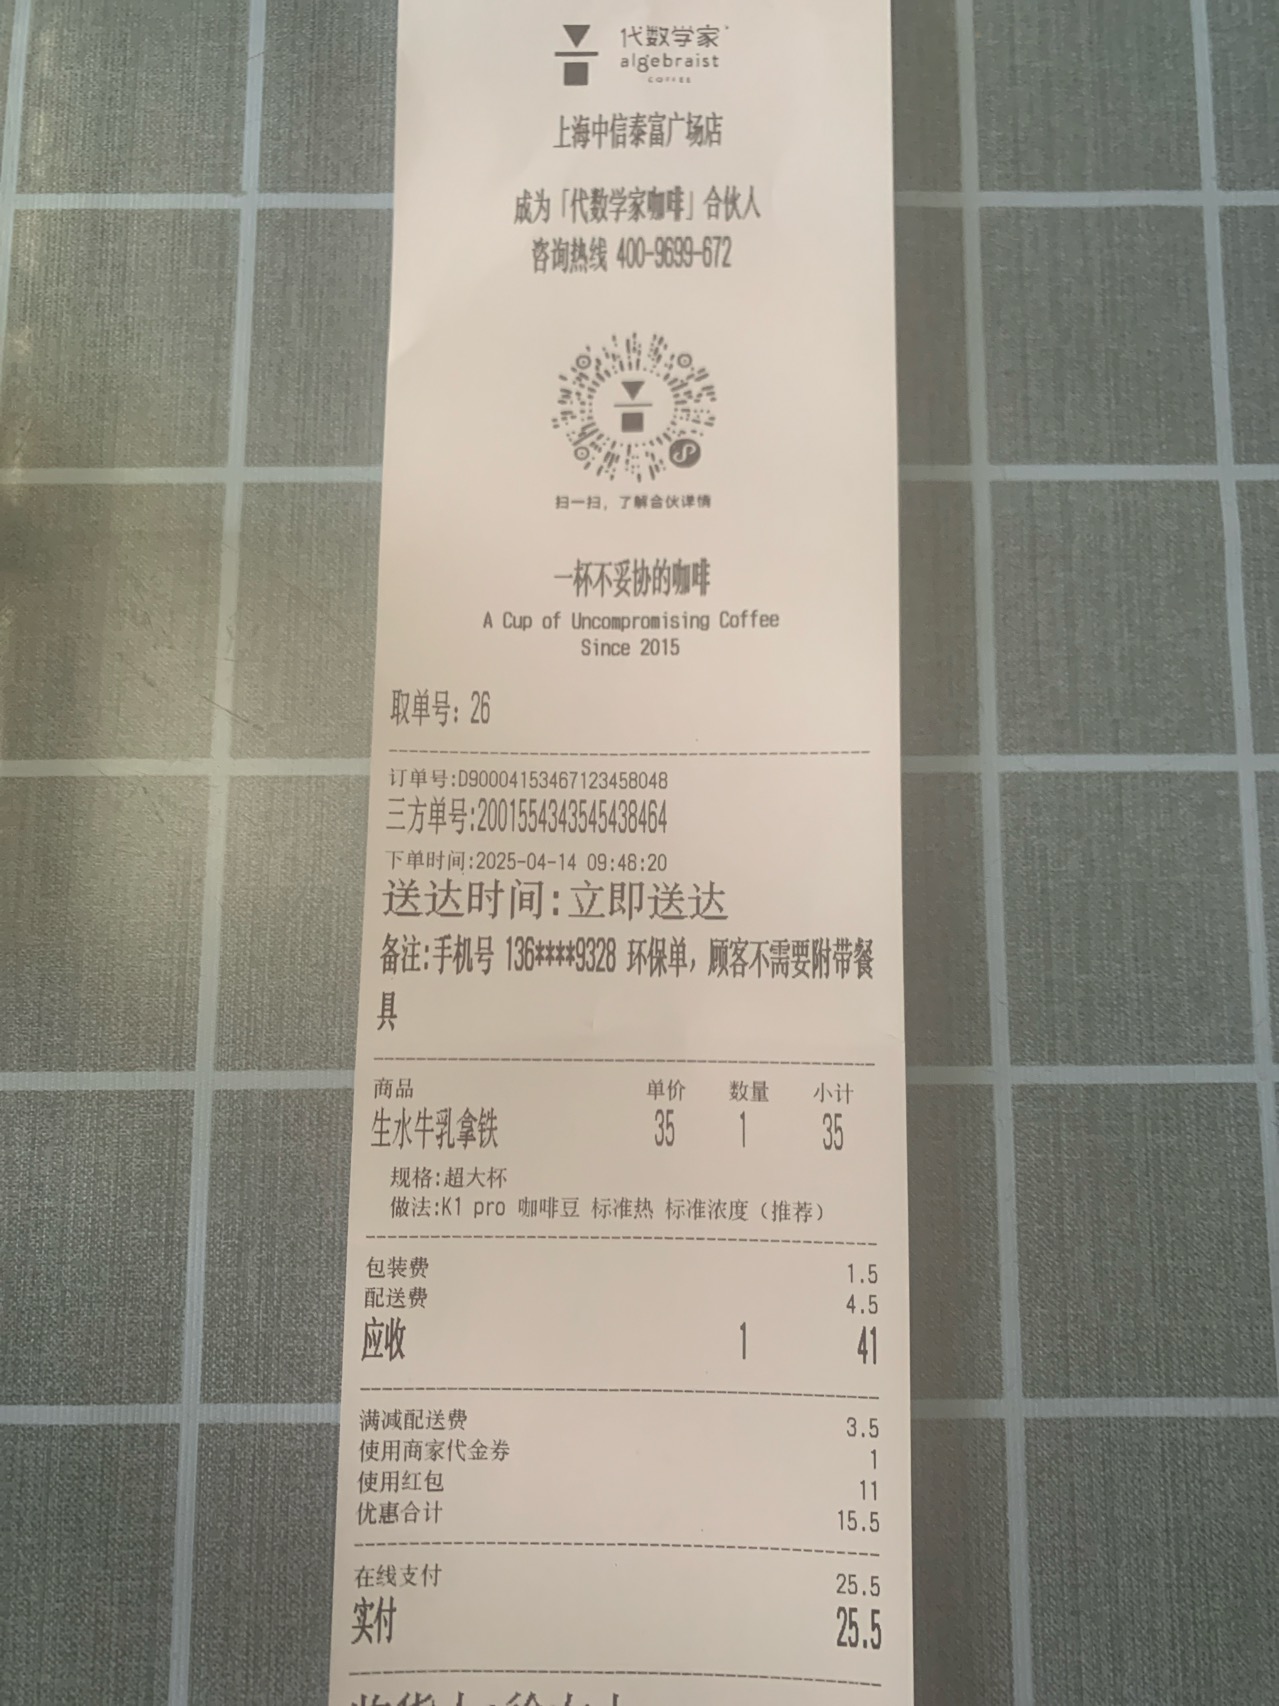 代数学家
algebraist
COFFEE
上海中信泰富广场店
成为「代数学家咖啡」合伙人
咨询热线 400-9699-672
扫一扫，了解合伙详情
一杯不妥协的咖啡
A Cup of Uncompromising Coffee
Since 2015
取单号：26
订单号:D90004153467123458048
三方单号:2001554343545438464
下单时间:2025-04-14 09:48:20
送达时间:立即送达
备注:手机号 136****9328 环保单，顾客不需要附带餐
具
商品 单价 数量 小计
生水牛乳拿铁 35 1 35
规格:超大杯
做法:K1 pro 咖啡豆 标准热 标准浓度（推荐）
包装费 1.5
配送费 4.5
应收 1 41
满减配送费 3.5
使用商家代金券 1
使用红包 11
优惠合计 15.5
在线支付 25.5
实付 25.5